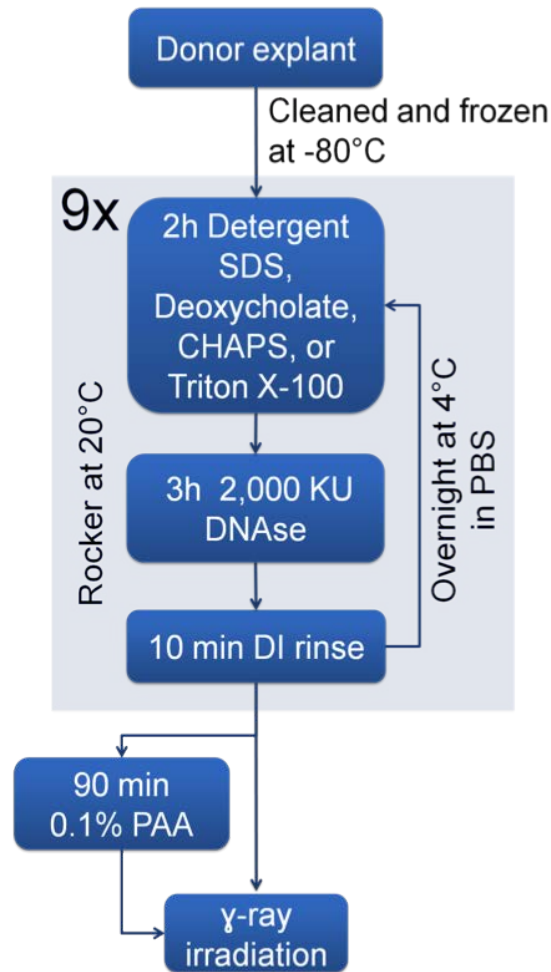 Donor explant
Cleaned and frozen
at -80°C
9x
2h Detergent
SDS,
Deoxycholate,
CHAPS, or
Triton X-100
Rocker at 20°C
Overnight at 4°C
in PBS
3h 2,000 KU
DNAse
10 min DI rinse
90 min
0.1% PAA
ɣ-ray
irradiation